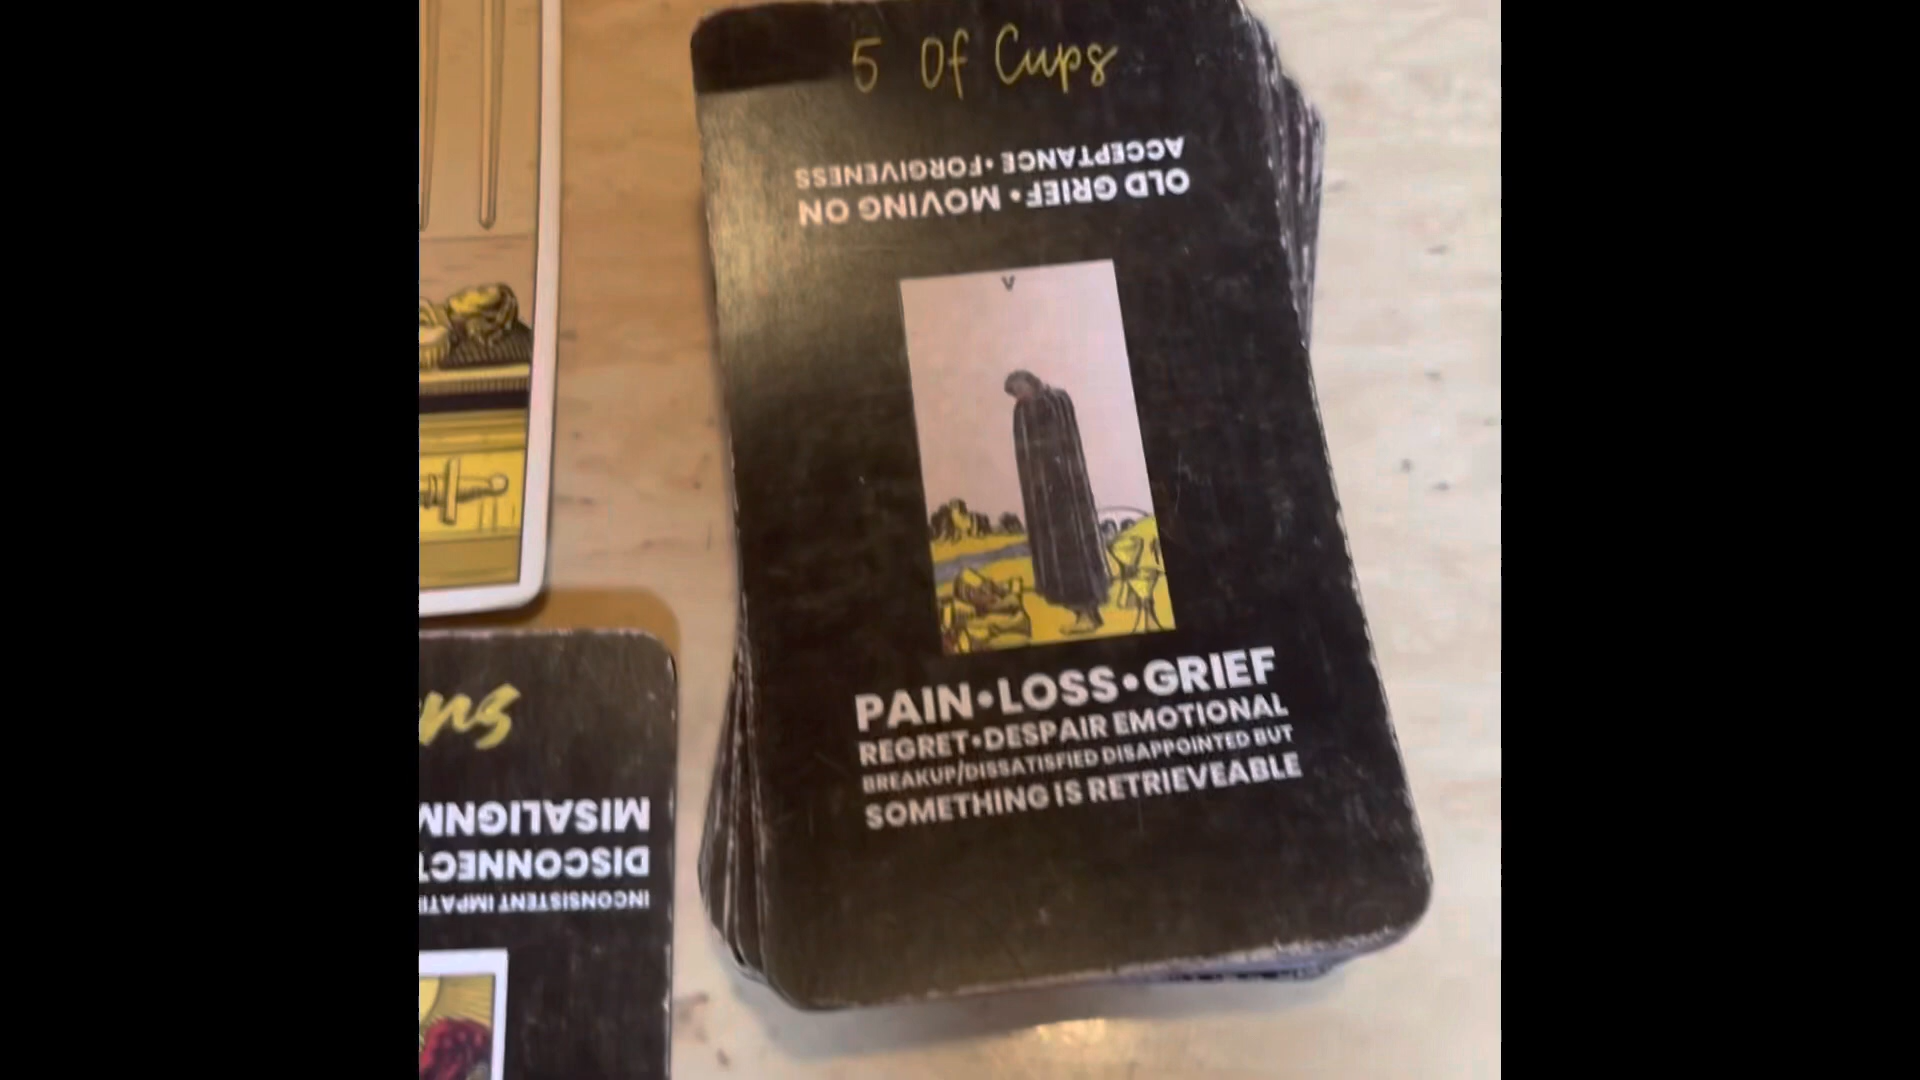 5 Of Cups
ACCEPTANCE•FORGIVENESS
OLD GRIEF•MOVING ON
V
PAIN•LOSS•GRIEF
REGRET•DESPAIR EMOTIONAL
BREAKUP/DISSATISFIED DISAPPOINTED BUT
SOMETHING IS RETRIEVEABLE
MISALIGNM
DISCONNECT
INCONSISTENT IMPATI